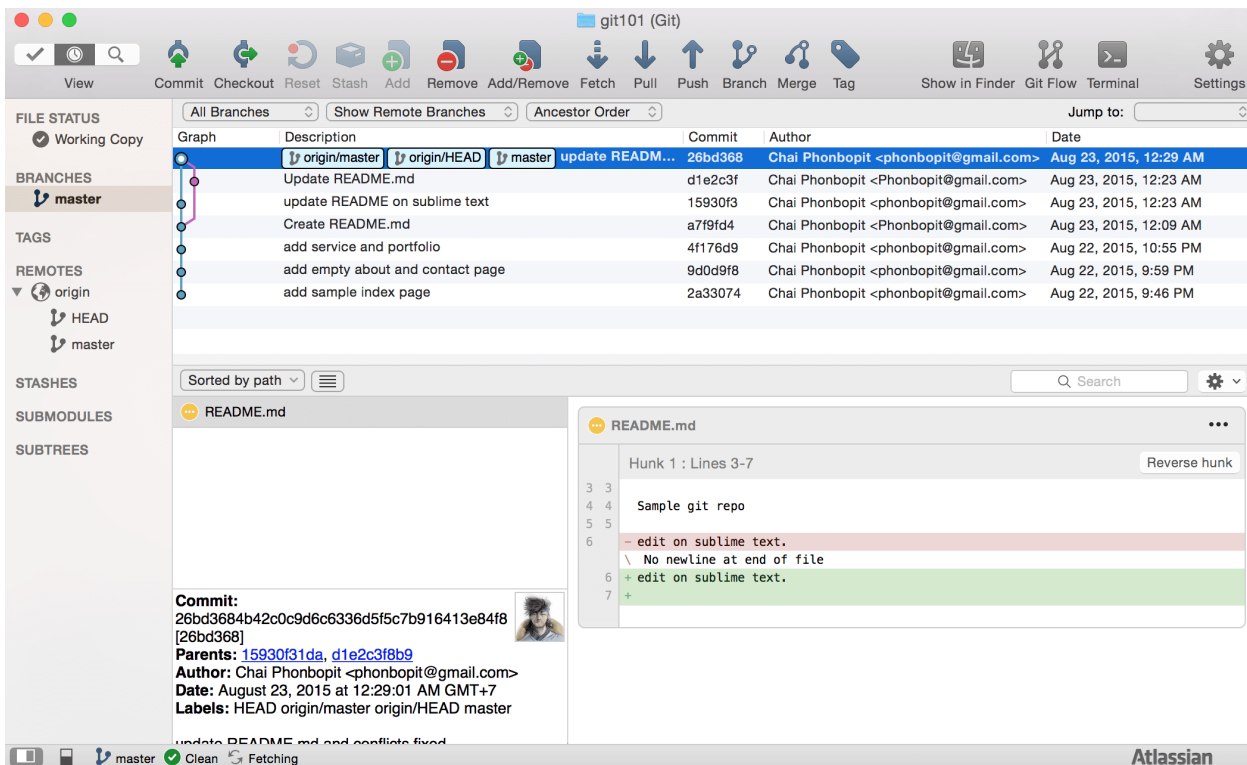 git101 (Git)
View
Commit Checkout Reset Stash Add Remove Add/Remove Fetch Pull Push Branch Merge Tag Show in Finder Git Flow Terminal Settings
FILE STATUS
Working Copy
BRANCHES
master
TAGS
REMOTES
origin
HEAD
master
STASHES
SUBMODULES
SUBTREES
All Branches Show Remote Branches Ancestor Order Jump to:
Graph Description Commit Author Date
origin/master origin/HEAD master update READM... 26bd368 Chai Phonbopit <phonbopit@gmail.com> Aug 23, 2015, 12:29 AM
Update README.md d1e2c3f Chai Phonbopit <Phonbopit@gmail.com> Aug 23, 2015, 12:23 AM
update README on sublime text 15930f3 Chai Phonbopit <phonbopit@gmail.com> Aug 23, 2015, 12:23 AM
Create README.md a7f9fd4 Chai Phonbopit <Phonbopit@gmail.com> Aug 23, 2015, 12:09 AM
add service and portfolio 4f176d9 Chai Phonbopit <phonbopit@gmail.com> Aug 22, 2015, 10:55 PM
add empty about and contact page 9d0d9f8 Chai Phonbopit <phonbopit@gmail.com> Aug 22, 2015, 9:59 PM
add sample index page 2a33074 Chai Phonbopit <phonbopit@gmail.com> Aug 22, 2015, 9:46 PM
Sorted by path Search
README.md
Commit:
26bd3684b42c0c9d6c6336d5f5c7b916413e84f8
[26bd368]
Parents: 15930f31da, d1e2c3f8b9
Author: Chai Phonbopit <phonbopit@gmail.com>
Date: August 23, 2015 at 12:29:01 AM GMT+7
Labels: HEAD origin/master origin/HEAD master
update README.md and conflicts fixed
README.md •••
Hunk 1 : Lines 3-7 Reverse hunk
3 3
4 4 Sample git repo
5 5
6 - edit on sublime text.
\ No newline at end of file
6 + edit on sublime text.
7 +
master Clean Fetching Atlassian